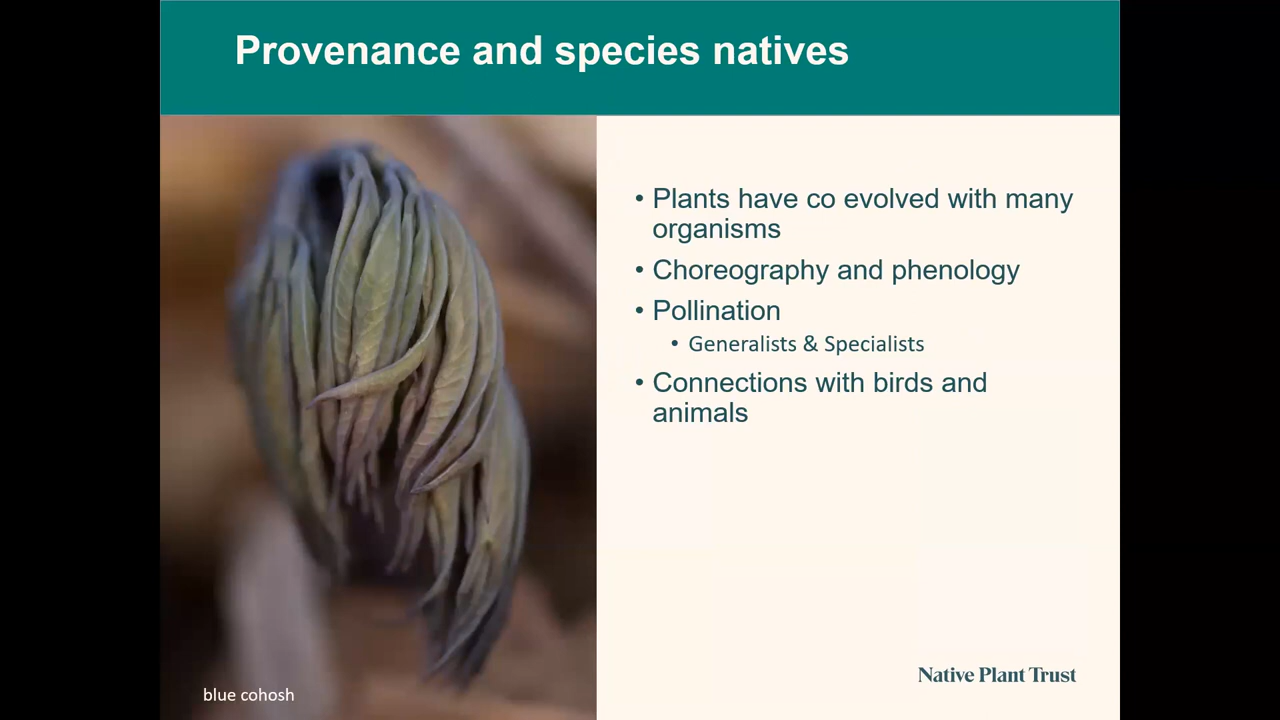 Provenance and species natives
• Plants have co evolved with many
organisms
• Choreography and phenology
• Pollination
• Generalists & Specialists
• Connections with birds and
animals
Native Plant Trust
blue cohosh